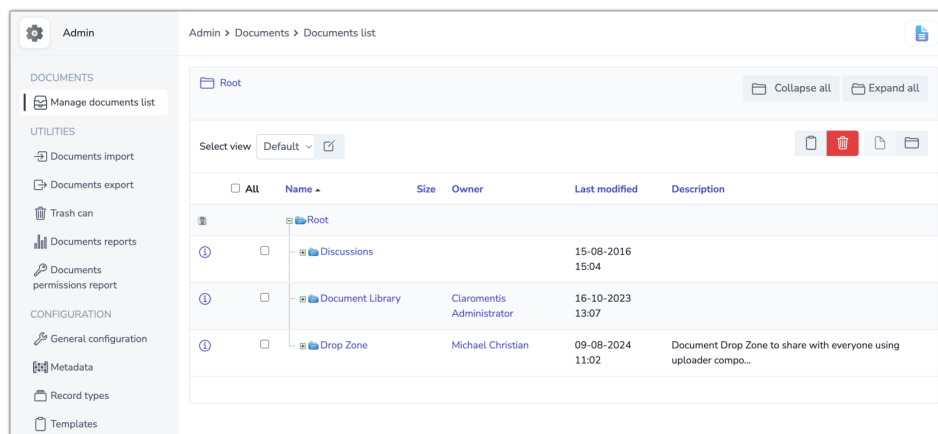 Admin
Admin > Documents > Documents list
DOCUMENTS
Manage documents list
UTILITIES
Documents import
Documents export
Trash can
Documents reports
Documents
permissions report
CONFIGURATION
General configuration
Metadata
Record types
Templates
Root
Collapse all
Expand all
Select view Default
All Name Size Owner Last modified Description
Root
Discussions 15-08-2016
15:04
Document Library Claromentis 16-10-2023
Administrator 13:07
Drop Zone Michael Christian 09-08-2024 Document Drop Zone to share with everyone using
11:02 uploader compo...